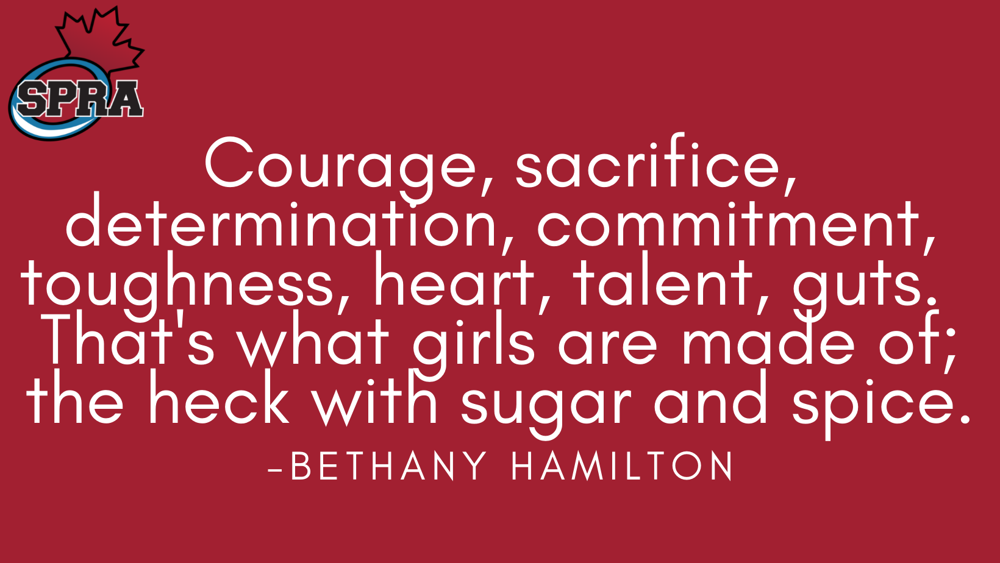 SPRA
Courage, sacrifice,
determination, commitment,
toughness, heart, talent, guts.
That's what girls are made of;
the heck with sugar and spice.
-BETHANY HAMILTON